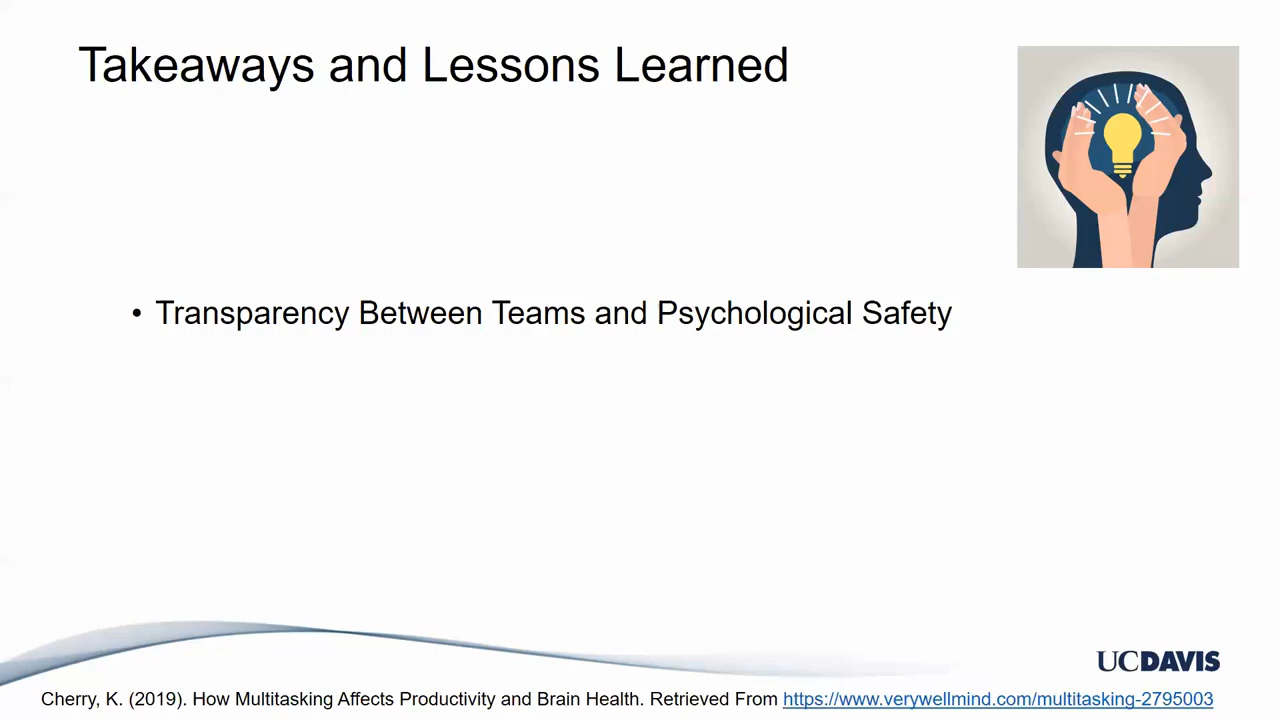 Takeaways and Lessons Learned
• Transparency Between Teams and Psychological Safety
UCDAVIS
Cherry, K. (2019). How Multitasking Affects Productivity and Brain Health. Retrieved From https://www.verywellmind.com/multitasking-2795003